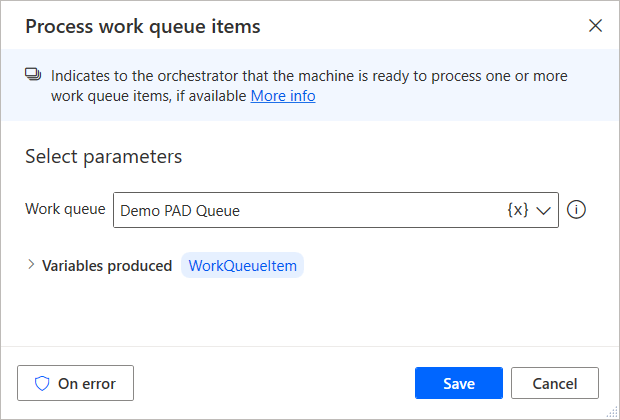 Process work queue items
Indicates to the orchestrator that the machine is ready to process one or more
work queue items, if available More info
Select parameters
Work queue Demo PAD Queue {x}
Variables produced WorkQueueItem
On error Save Cancel